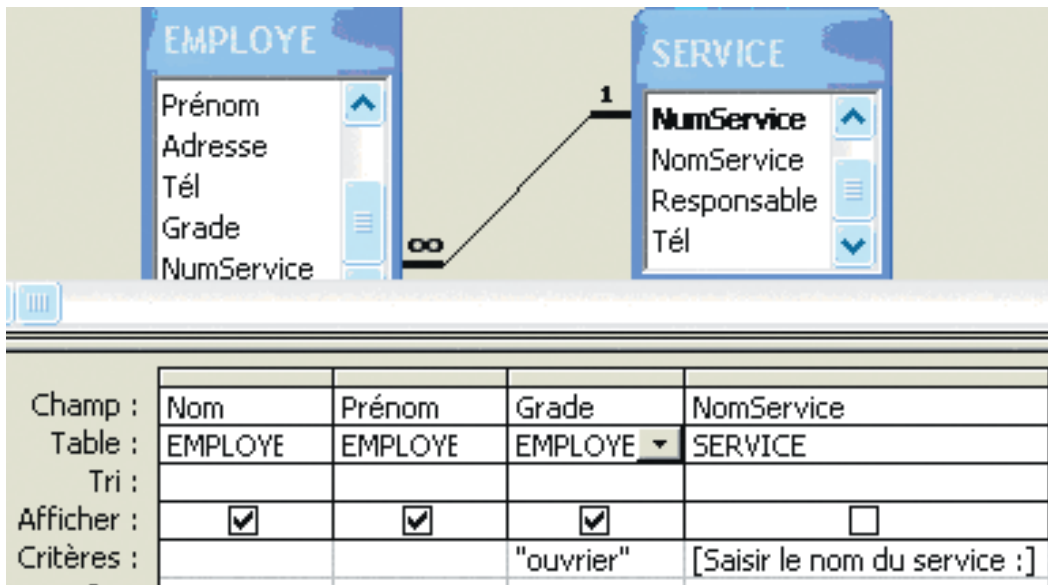 EMPLOYE
Prénom
Adresse
Tél
Grade
NumService
∞
1
SERVICE
NumService
NomService
Responsable
Tél
Champ : Nom Prénom Grade NomService
Table : EMPLOYE EMPLOYE EMPLOYE SERVICE
Tri :
Afficher :
Critères : "ouvrier" [Saisir le nom du service :]